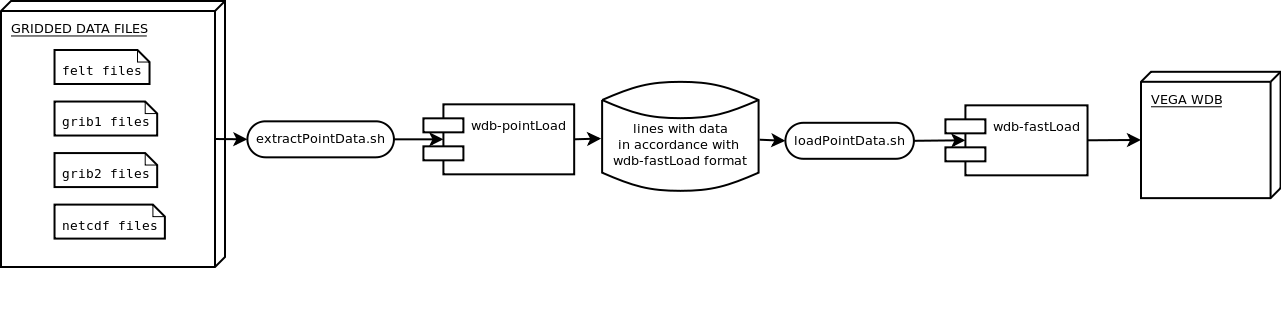 GRIDDED DATA FILES
felt files
grib1 files
grib2 files
netcdf files
extractPointData.sh
wdb-pointLoad
lines with data
in accordance with
wdb-fastLoad format
loadPointData.sh
wdb-fastLoad
VEGA WDB